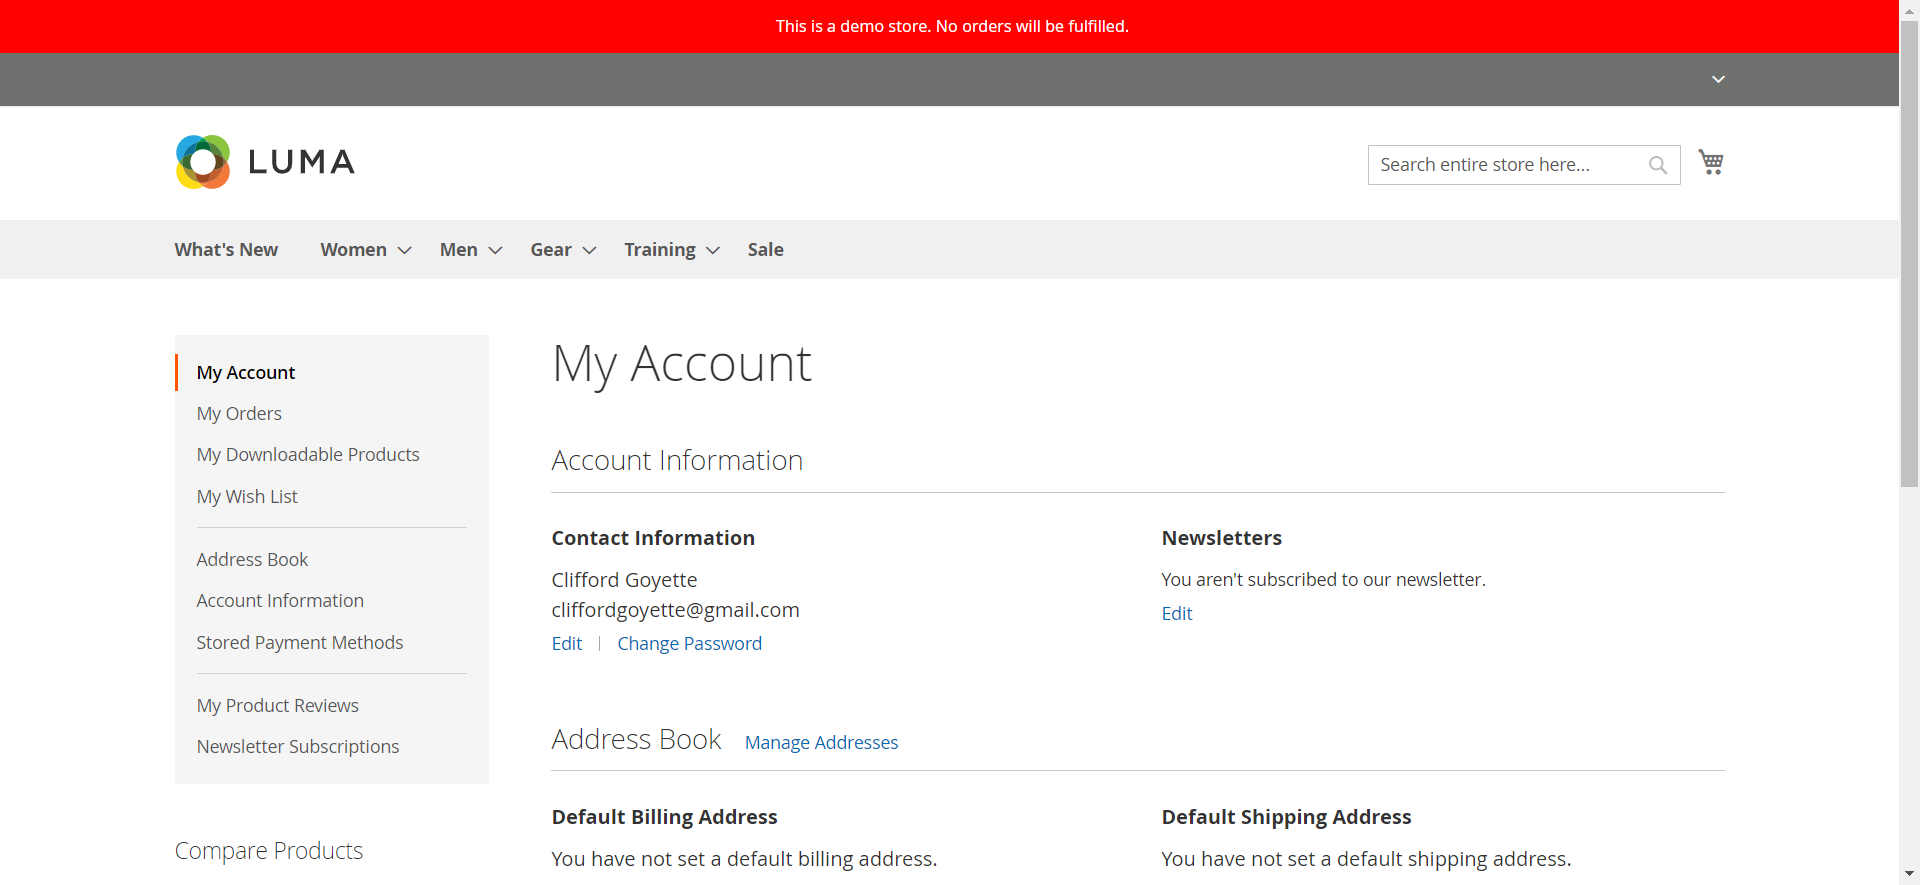 This is a demo store. No orders will be fulfilled.
LUMA
Search entire store here...
What's New Women Men Gear Training Sale
My Account
My Orders
My Downloadable Products
My Wish List
Address Book
Account Information
Stored Payment Methods
My Product Reviews
Newsletter Subscriptions
Compare Products
My Account
Account Information
Contact Information
Clifford Goyette
cliffordgoyette@gmail.com
Edit | Change Password
Newsletters
You aren't subscribed to our newsletter.
Edit
Address Book Manage Addresses
Default Billing Address
You have not set a default billing address.
Default Shipping Address
You have not set a default shipping address.